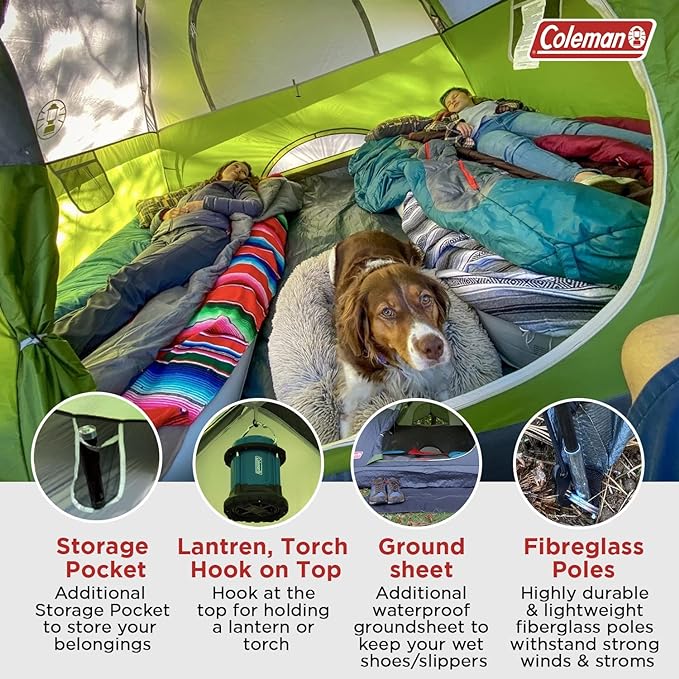 Coleman
Coleman
Storage
Pocket
Additional
Storage Pocket
to store your
belongings
Lantren, Torch
Hook on Top
Hook at the
top for holding
a lantern or
torch
Ground
sheet
Additional
waterproof
groundsheet to
keep your wet
shoes/slippers
Fibreglass
Poles
Highly durable
& lightweight
fiberglass poles
withstand strong
winds & stroms